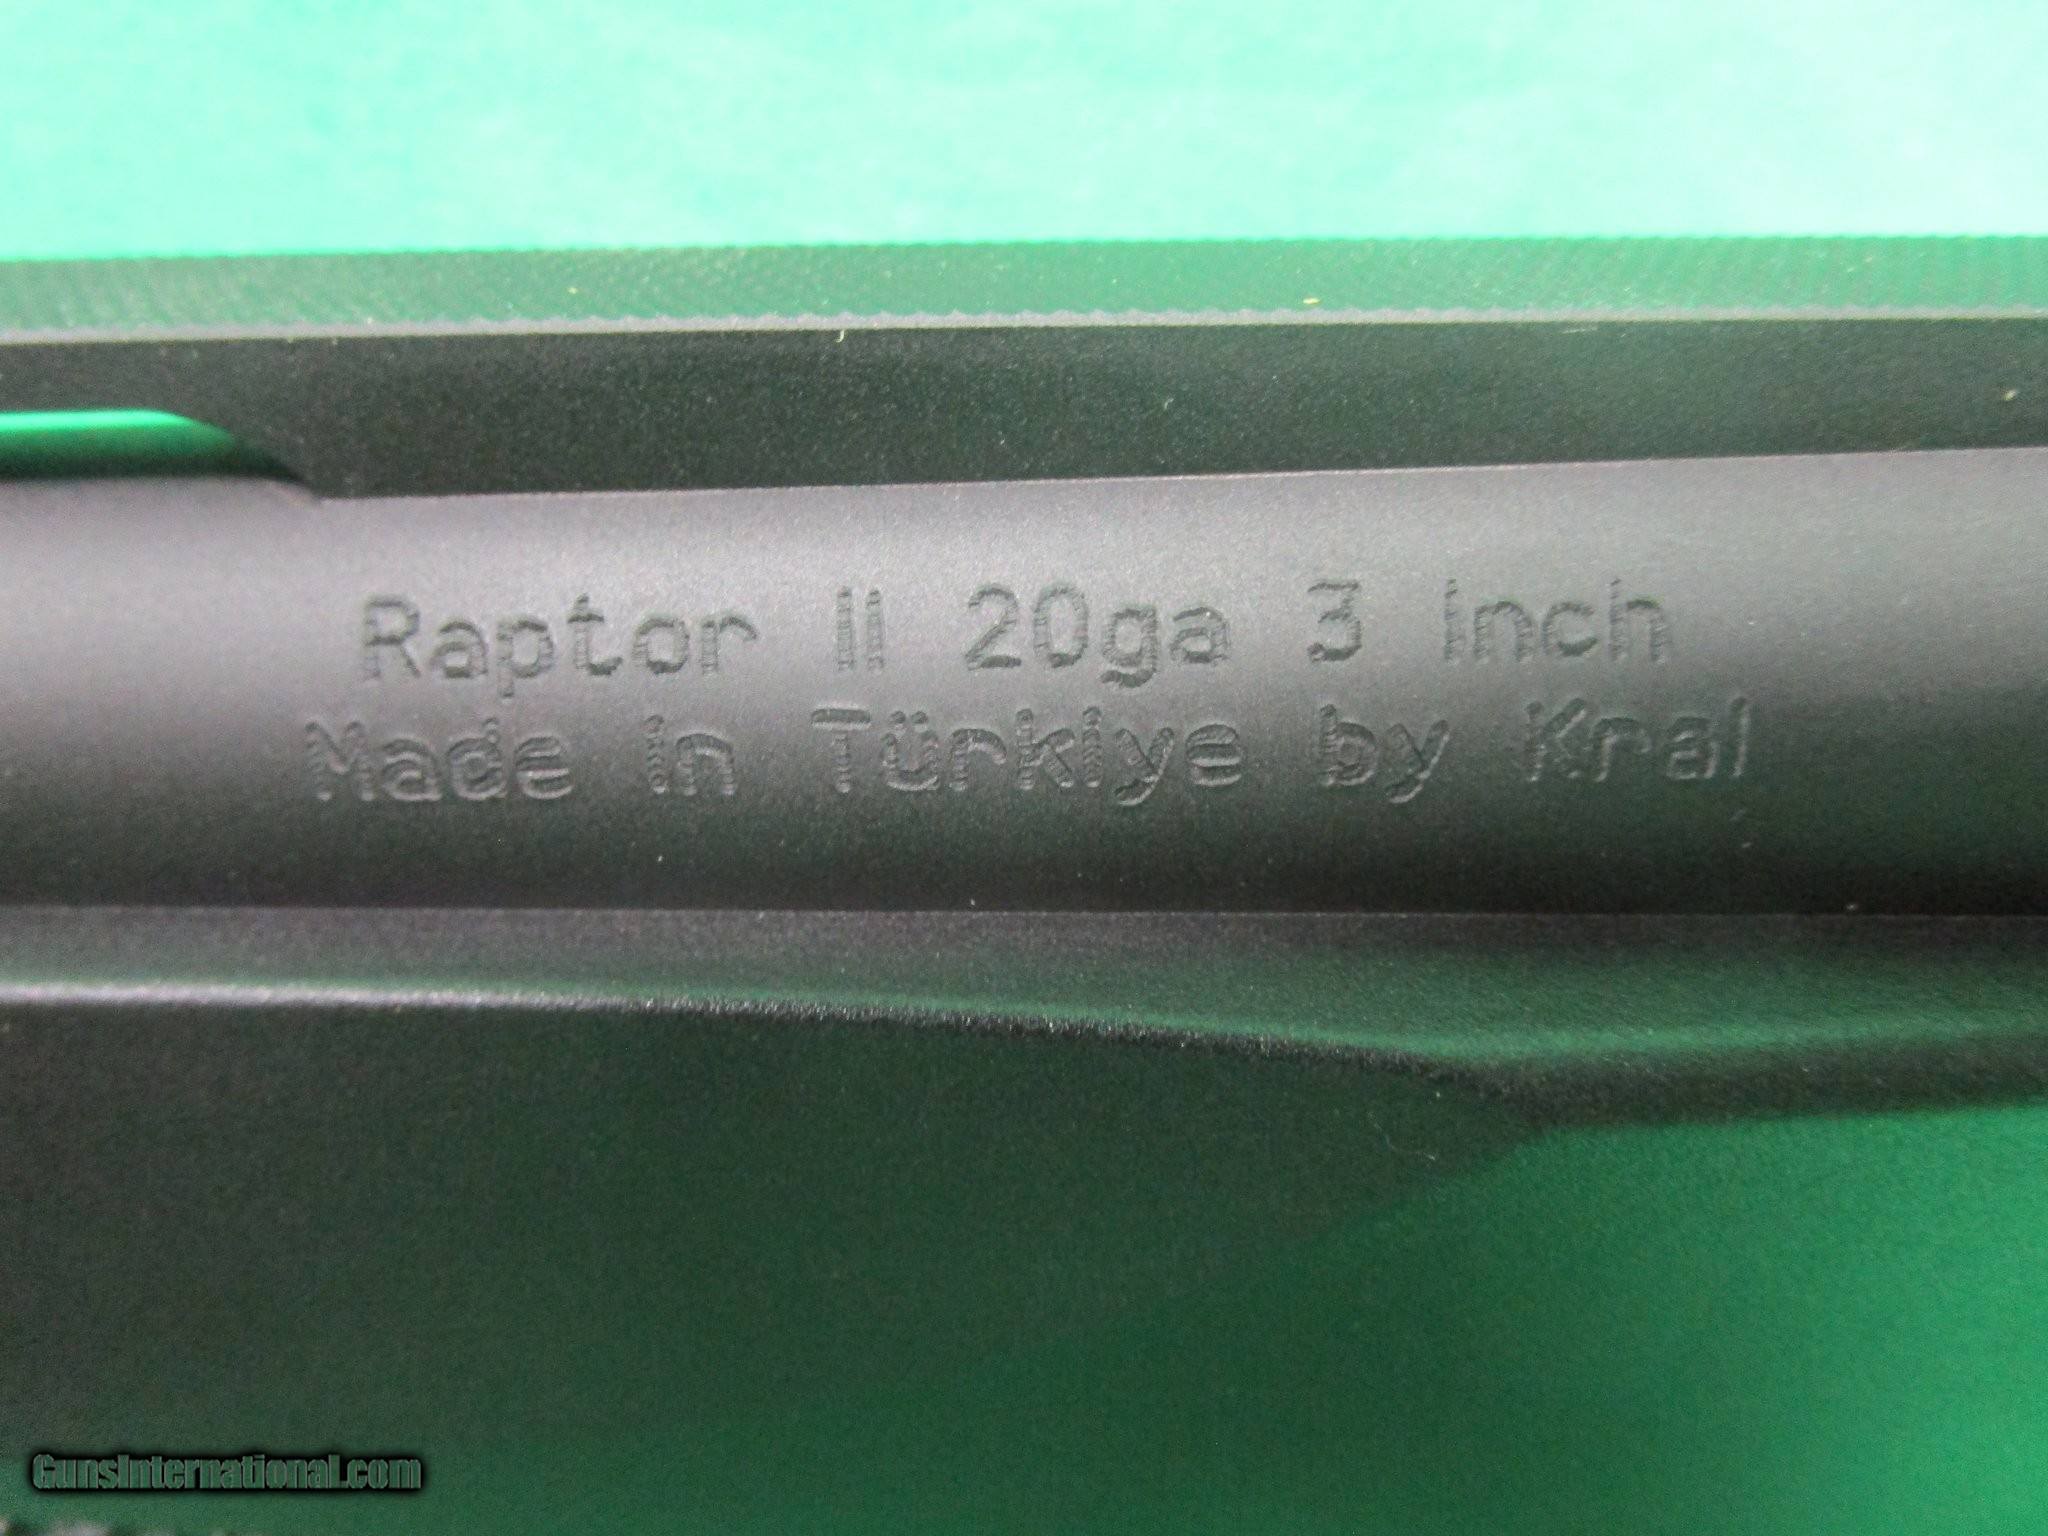 Raptor II 20ga 3 inch
Made in Türkiye by Kral
GunsInternational.com